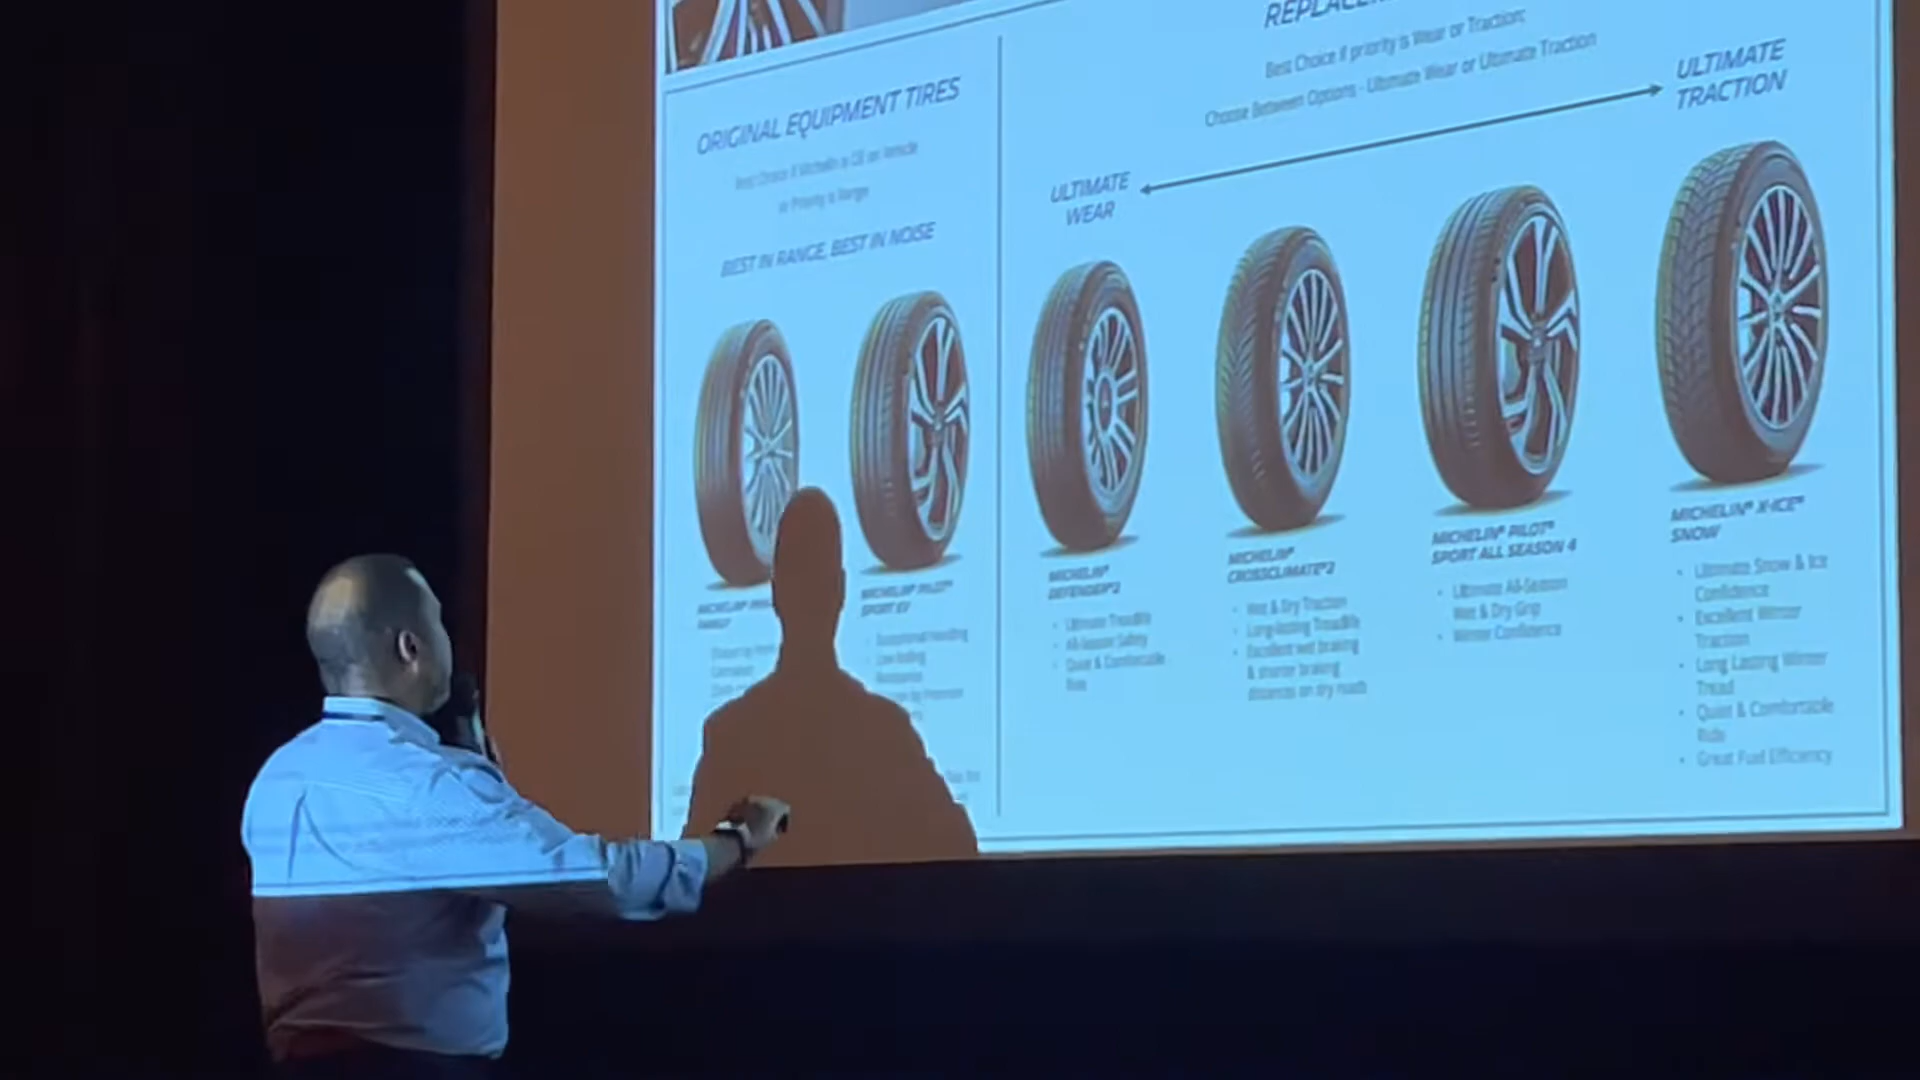 ORIGINAL EQUIPMENT TIRES
Best Choice if Michelin is OE on Vehicle
or Priority is Range
BEST IN RANGE, BEST IN NOISE
Best Choice if priority is Wear or Traction;
Choose Between Options - Ultimate Wear or Ultimate Traction
ULTIMATE
WEAR
ULTIMATE
TRACTION
MICHELIN® PILOT®
SPORT EV
• Exceptional Handling
• Low Rolling
Resistance
MICHELIN®
DEFENDER®2
• Ultimate Treadlife
• All-Season Safety
• Quiet & Comfortable
Ride
MICHELIN®
CROSSCLIMATE®2
• Wet & Dry Traction
• Long-lasting Treadlife
• Excellent wet braking
& shorter braking
distances on dry roads
MICHELIN® PILOT®
SPORT ALL SEASON 4
• Ultimate All-Season
Wet & Dry Grip
• Winter Confidence
MICHELIN® X-ICE®
SNOW
• Ultimate Snow & Ice
Confidence
• Excellent Winter
Traction
• Long Lasting Winter
Tread
• Quiet & Comfortable
Ride
• Great Fuel Efficiency